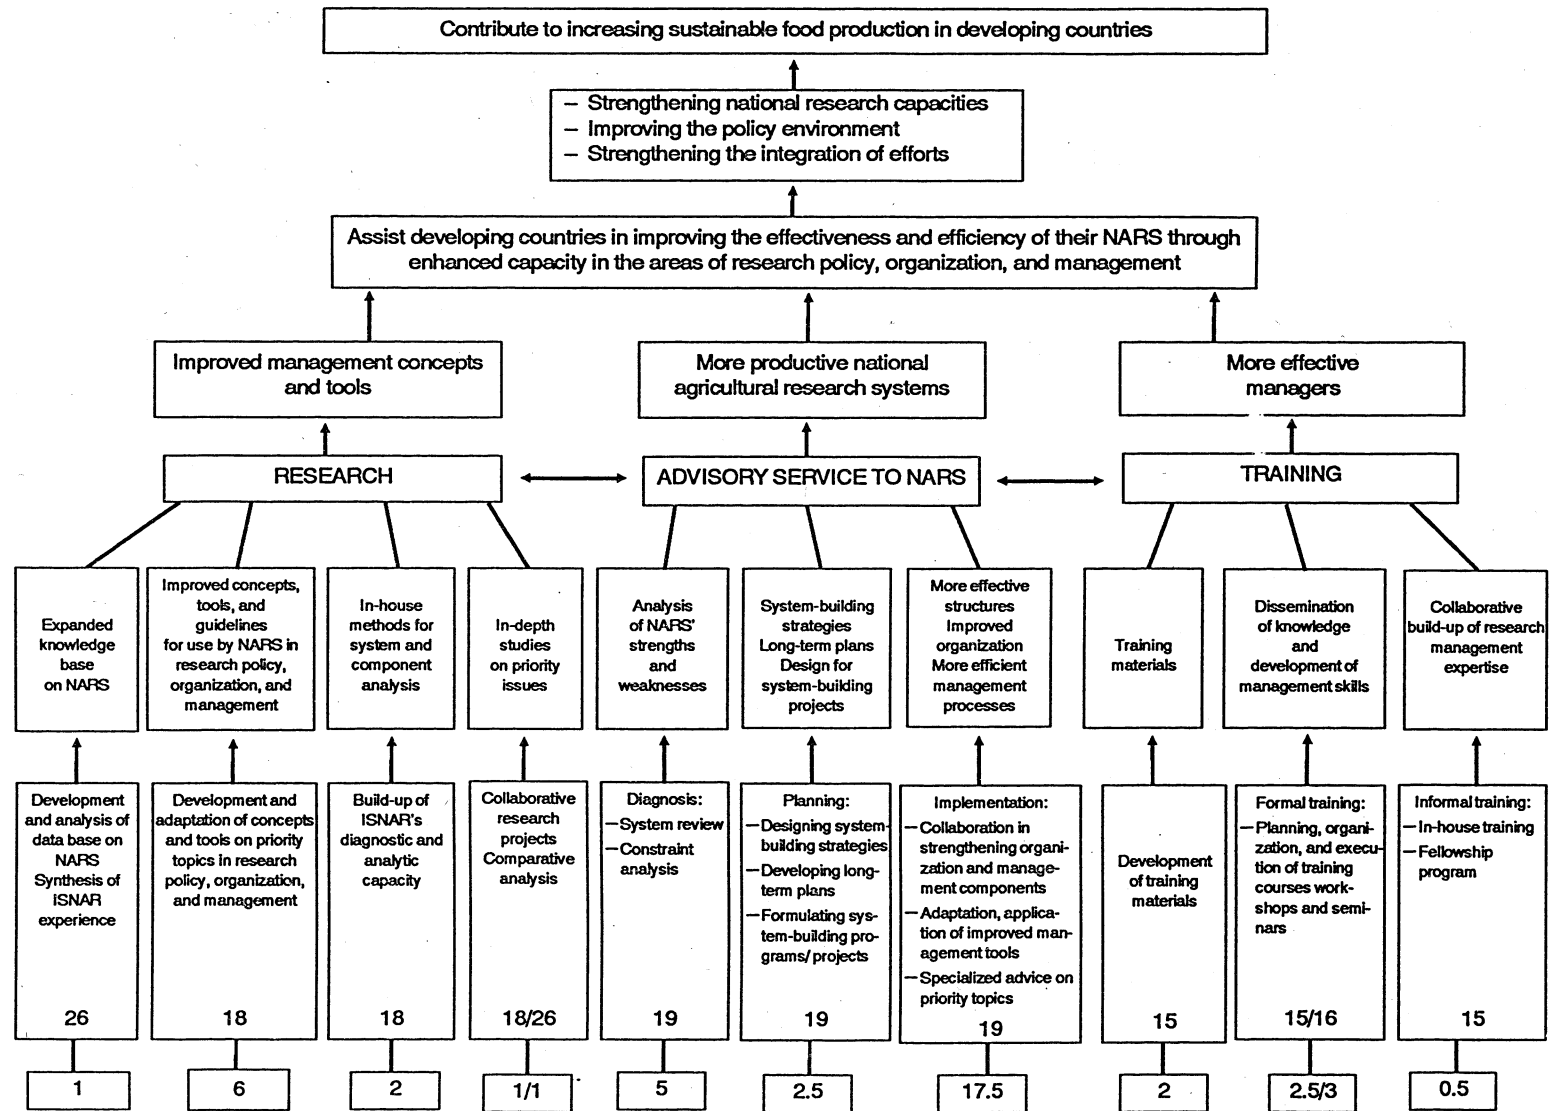 Contribute to increasing sustainable food production in developing countries
– Strengthening national research capacities
– Improving the policy environment
– Strengthening the integration of efforts
Assist developing countries in improving the effectiveness and efficiency of their NARS through
enhanced capacity in the areas of research policy, organization, and management
Improved management concepts
and tools
More productive national
agricultural research systems
More effective
managers
RESEARCH
ADVISORY SERVICE TO NARS
TRAINING
Expanded
knowledge
base
on NARS
Improved concepts,
tools, and
guidelines
for use by NARS in
research policy,
organization, and
management
In-house
methods for
system and
component
analysis
In-depth
studies
on priority
issues
Analysis
of NARS'
strengths
and
weaknesses
System-building
strategies
Long-term plans
Design for
system-building
projects
More effective
structures
Improved
organization
More efficient
management
processes
Training
materials
Dissemination
of knowledge
and
development of
management skills
Collaborative
build-up of research
management
expertise
Development
and analysis of
data base on
NARS
Synthesis of
ISNAR
experience
26
Development and
adaptation of concepts
and tools on priority
topics in research
policy, organization,
and management
18
Build-up of
ISNAR's
diagnostic and
analytic
capacity
18
Collaborative
research
projects
Comparative
analysis
18/26
Diagnosis:
– System review
– Constraint
analysis
19
Planning:
– Designing system-
building strategies
– Developing long-
term plans
– Formulating sys-
tem-building pro-
grams/ projects
19
Implementation:
– Collaboration in
strengthening organi-
zation and manage-
ment components
– Adaptation, applica-
tion of improved man-
agement tools
– Specialized advice on
priority topics
19
Development
of training
materials
15
Formal training:
– Planning, organi-
zation, and execu-
tion of training
courses work-
shops and semi-
nars
15/16
Informal training:
– In-house training
– Fellowship
program
15
1
6
2
1/1
5
2.5
17.5
2
2.5/3
0.5